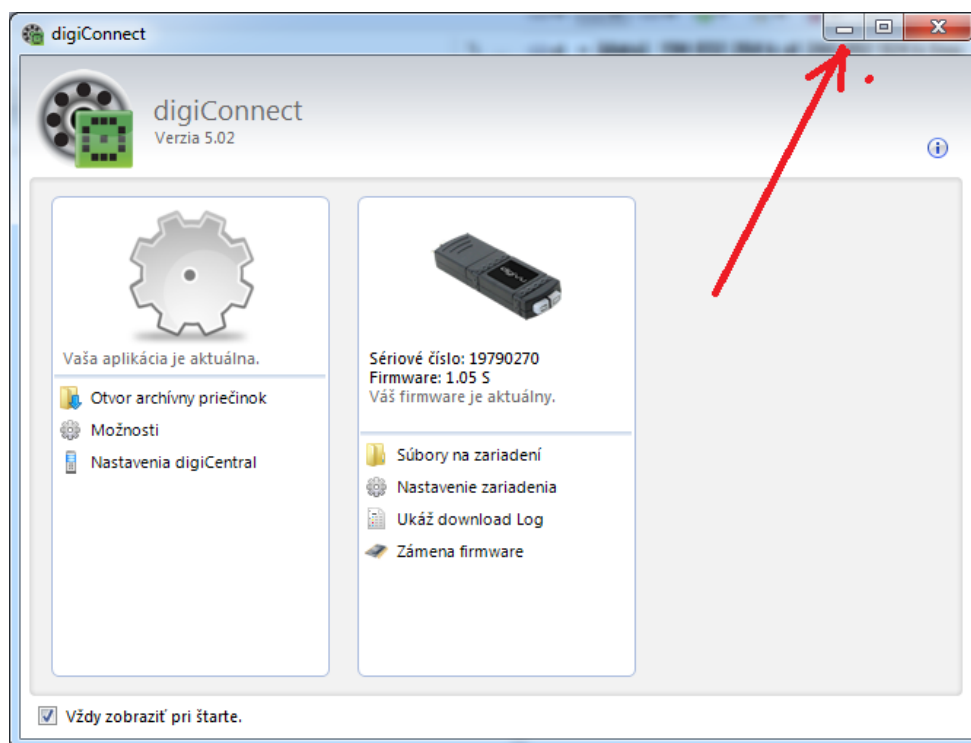 digiConnect
digiConnect
Verzia 5.02
Vaša aplikácia je aktuálna.
Otvor archívny priečinok
Možnosti
Nastavenia digiCentral
Sériové číslo: 19790270
Firmware: 1.05 S
Váš firmware je aktuálny.
Súbory na zariadení
Nastavenie zariadenia
Ukáž download Log
Zámena firmware
Vždy zobraziť pri štarte.